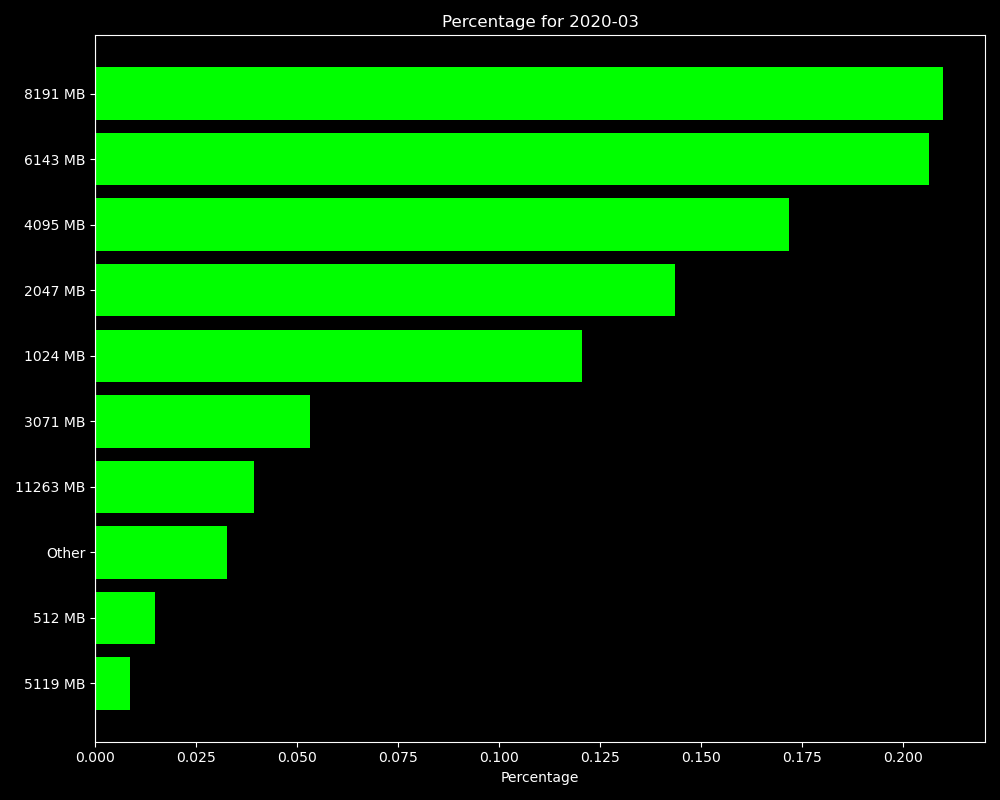 Percentage for 2020-03
8191 MB
6143 MB
4095 MB
2047 MB
1024 MB
3071 MB
11263 MB
Other
512 MB
5119 MB
0.000 0.025 0.050 0.075 0.100 0.125 0.150 0.175 0.200
Percentage